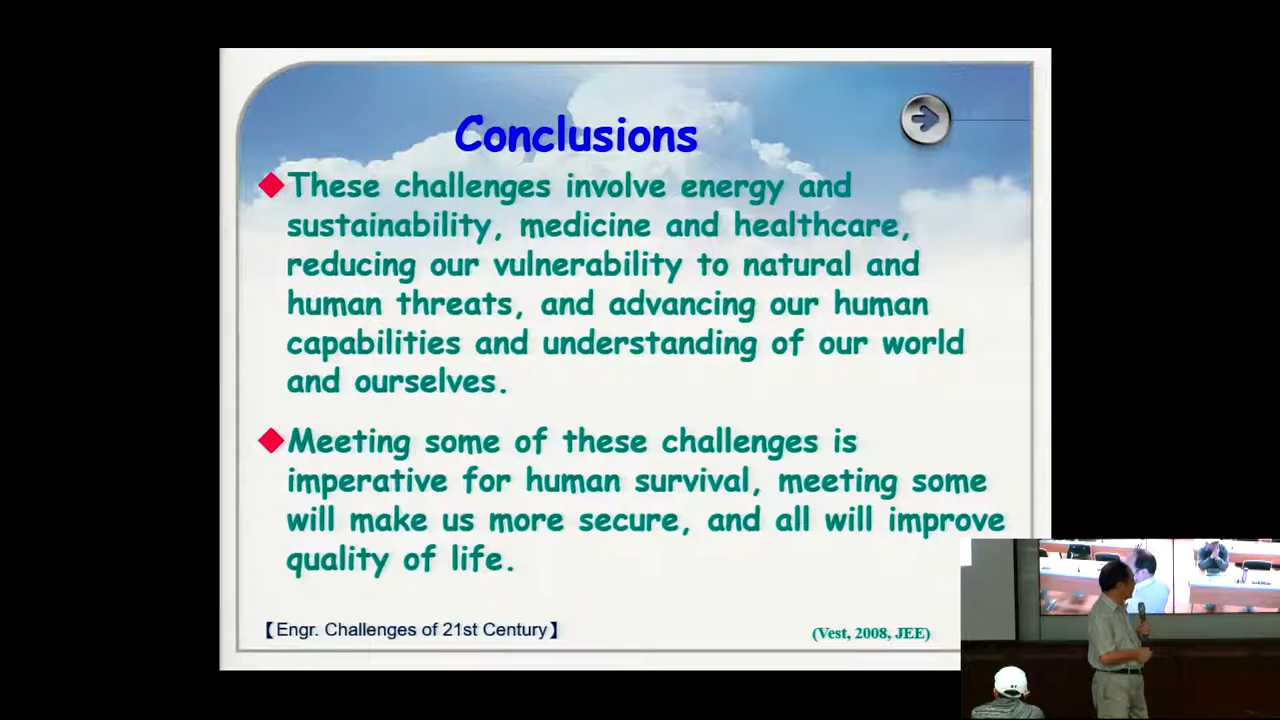 Conclusions
These challenges involve energy and
sustainability, medicine and healthcare,
reducing our vulnerability to natural and
human threats, and advancing our human
capabilities and understanding of our world
and ourselves.
Meeting some of these challenges is
imperative for human survival, meeting some
will make us more secure, and all will improve
quality of life.
【Engr. Challenges of 21st Century】
(Vest, 2008, JEE)